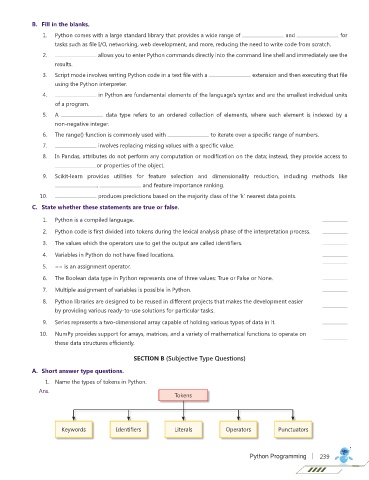 B. Fill in the blanks.
1. Python comes with a large standard library that provides a wide range of ______________ and ______________ for
tasks such as file I/O, networking, web development, and more, reducing the need to write code from scratch.
2. ______________ allows you to enter Python commands directly into the command line shell and immediately see the
results.
3. Script mode involves writing Python code in a text file with a ______________ extension and then executing that file
using the Python interpreter.
4. ______________ in Python are fundamental elements of the language's syntax and are the smallest individual units
of a program.
5. A ______________ data type refers to an ordered collection of elements, where each element is indexed by a
non-negative integer.
6. The range() function is commonly used with ______________ to iterate over a specific range of numbers.
7. ______________ involves replacing missing values with a specific value.
8. In Pandas, attributes do not perform any computation or modification on the data; instead, they provide access to
______________ or properties of the object.
9. Scikit-learn provides utilities for feature selection and dimensionality reduction, including methods like
______________ and feature importance ranking.
10. ______________ produces predictions based on the majority class of the 'k' nearest data points.
C. State whether these statements are true or false.
1. Python is a compiled language. ________
2. Python code is first divided into tokens during the lexical analysis phase of the interpretation process. ________
3. The values which the operators use to get the output are called identifiers. ________
4. Variables in Python do not have fixed locations. ________
5. == is an assignment operator. ________
6. The Boolean data type in Python represents one of three values: True or False or None. ________
7. Multiple assignment of variables is possible in Python. ________
8. Python libraries are designed to be reused in different projects that makes the development easier
by providing various ready-to-use solutions for particular tasks. ________
9. Series represents a two-dimensional array capable of holding various types of data in it. ________
10. NumPy provides support for arrays, matrices, and a variety of mathematical functions to operate on
these data structures efficiently. ________
SECTION B (Subjective Type Questions)
A. Short answer type questions.
1. Name the types of tokens in Python.
Ans.
Tokens
Keywords Identifiers Literals Operators Punctuators
Python Programming | 239